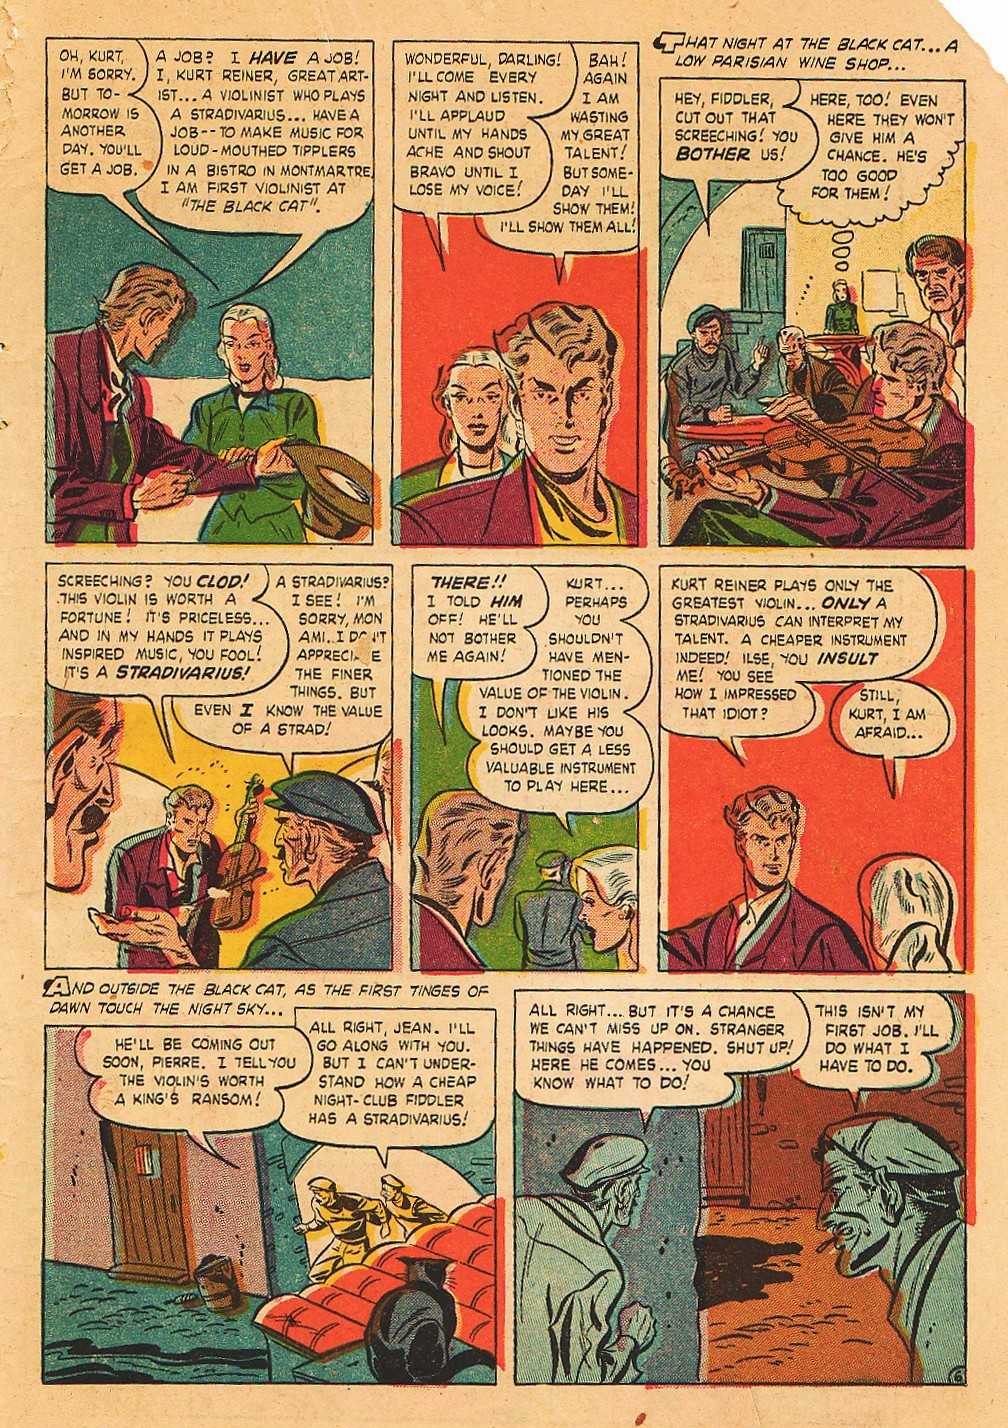 OH, KURT,
I'M SORRY.
BUT TO-
MORROW IS
ANOTHER
DAY. YOU'LL
GET A JOB.
A JOB? I HAVE A JOB!
I, KURT REINER, GREAT ART-
IST... A VIOLINIST WHO PLAYS
A STRADIVARIUS... HAVE A
JOB--TO MAKE MUSIC FOR
LOUD-MOUTHED TIPPLERS
IN A BISTRO IN MONTMARTRE.
I AM FIRST VIOLINIST AT
"THE BLACK CAT".
WONDERFUL, DARLING!
I'LL COME EVERY
NIGHT AND LISTEN.
I'LL APPLAUD
UNTIL MY HANDS
ACHE AND SHOUT
BRAVO UNTIL I
LOSE MY VOICE!
BAH!
AGAIN
I AM
WASTING
MY GREAT
TALENT!
BUT SOME-
DAY I'LL
SHOW THEM!
I'LL SHOW THEM ALL!
THAT NIGHT AT THE BLACK CAT... A
LOW PARISIAN WINE SHOP...
HEY, FIDDLER,
CUT OUT THAT
SCREECHING! YOU
BOTHER US!
HERE, TOO! EVEN
HERE THEY WON'T
GIVE HIM A
CHANCE. HE'S
TOO GOOD
FOR THEM!
SCREECHING? YOU CLOD!
THIS VIOLIN IS WORTH A
FORTUNE! IT'S PRICELESS...
AND IN MY HANDS IT PLAYS
INSPIRED MUSIC, YOU FOOL!
IT'S A STRADIVARIUS!
A STRADIVARIUS?
I SEE! I'M
SORRY, MON
AMI... I DON'T
APPRECIATE
THE FINER
THINGS. BUT
EVEN I KNOW THE VALUE
OF A STRAD!
THERE!!
I TOLD HIM
OFF! HE'LL
NOT BOTHER
ME AGAIN!
KURT...
PERHAPS
YOU
SHOULDN'T
HAVE MEN-
TIONED THE
VALUE OF THE VIOLIN.
I DON'T LIKE HIS
LOOKS. MAYBE YOU
SHOULD GET A LESS
VALUABLE INSTRUMENT
TO PLAY HERE...
KURT REINER PLAYS ONLY THE
GREATEST VIOLIN... ONLY A
STRADIVARIUS CAN INTERPRET MY
TALENT. A CHEAPER INSTRUMENT
INDEED! ILSE, YOU INSULT
ME! YOU SEE
HOW I IMPRESSED
THAT IDIOT?
STILL,
KURT, I AM
AFRAID...
AND OUTSIDE THE BLACK CAT, AS THE FIRST TINGES OF
DAWN TOUCH THE NIGHT SKY...
HE'LL BE COMING OUT
SOON, PIERRE. I TELL YOU
THE VIOLIN'S WORTH
A KING'S RANSOM!
ALL RIGHT, JEAN. I'LL
GO ALONG WITH YOU.
BUT I CAN'T UNDER-
STAND HOW A CHEAP
NIGHT-CLUB FIDDLER
HAS A STRADIVARIUS!
ALL RIGHT... BUT IT'S A CHANCE
WE CAN'T MISS UP ON. STRANGER
THINGS HAVE HAPPENED. SHUT UP!
HERE HE COMES... YOU
KNOW WHAT TO DO!
THIS ISN'T MY
FIRST JOB. I'LL
DO WHAT I
HAVE TO DO.
6